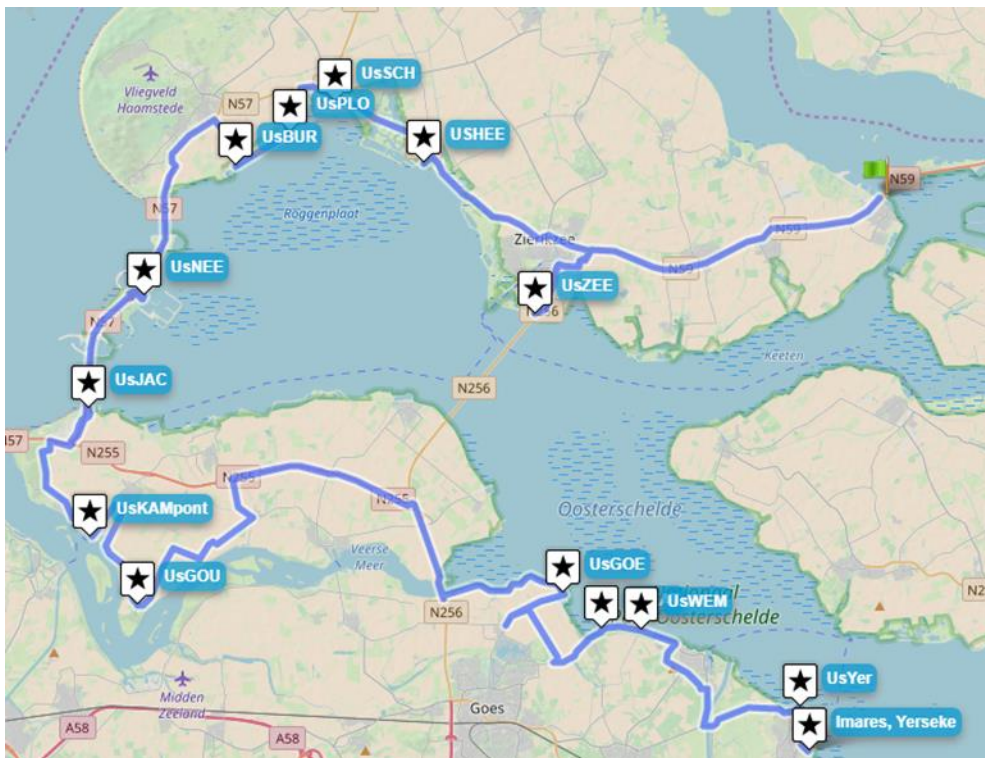 UsSCH
Vliegveld
Haamstede
N57
UsPLO
UsBUR
USHEE
N59
Roggenplaat
N57
Zierikzee
N59
N59
UsNEE
UsZEE
N57
N256
Keeten
UsJAC
N256
N57
N255
N255
UsKAMpont
N255
Oosterschelde
Veerse
Meer
UsGOU
UsGOE
UsWEM
Oosterschelde
N256
Midden
Zeeland
UsYer
Goes
A58
A58
Imares, Yerseke